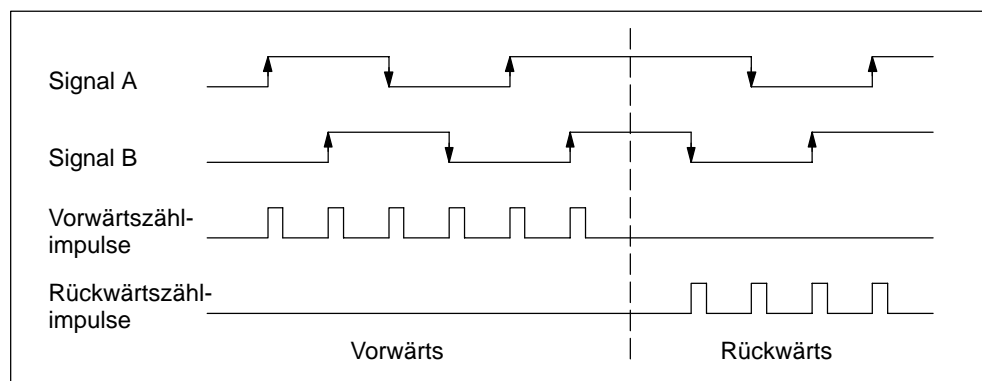 Signal A
Signal B
Vorwärtszähl-
impulse
Rückwärtszähl-
impulse
Vorwärts
Rückwärts